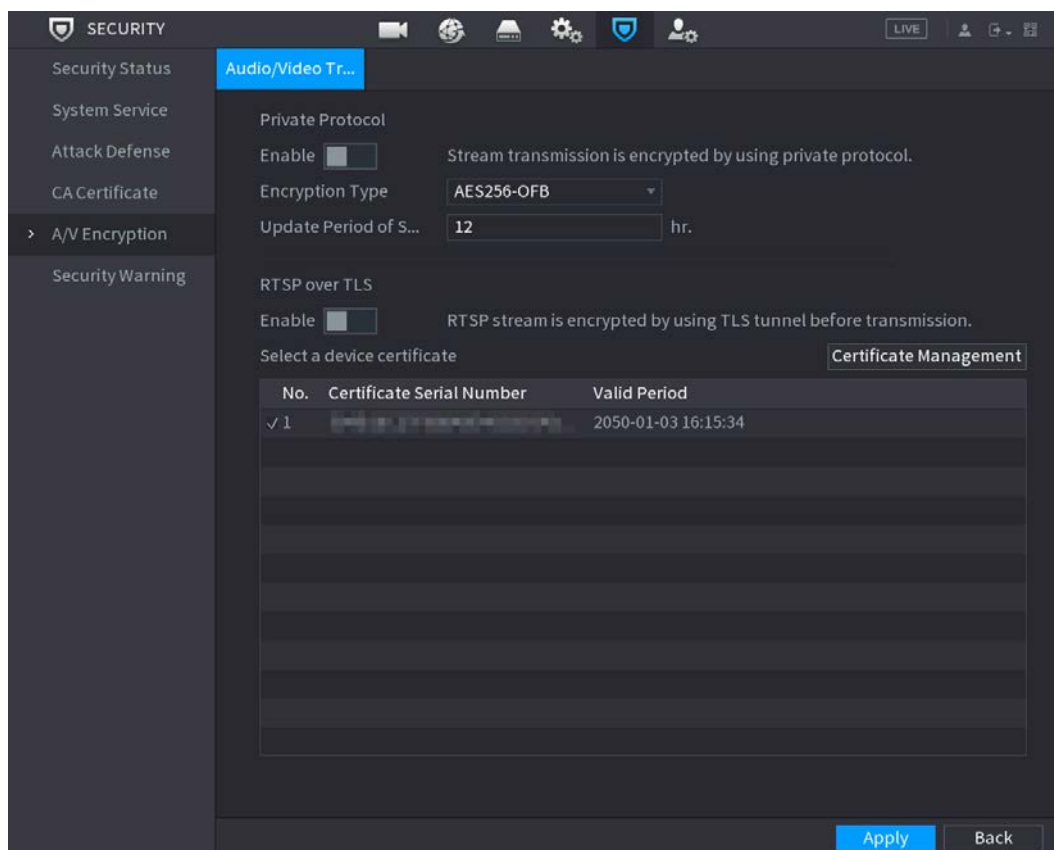 SECURITY
LIVE
Security Status
System Service
Attack Defense
CA Certificate
A/V Encryption
Security Warning
Audio/Video Tr...
Private Protocol
Enable Stream transmission is encrypted by using private protocol.
Encryption Type AES256-OFB
Update Period of S... 12 hr.
RTSP over TLS
Enable RTSP stream is encrypted by using TLS tunnel before transmission.
Select a device certificate Certificate Management
No. Certificate Serial Number Valid Period
1 2050-01-03 16:15:34
Apply Back